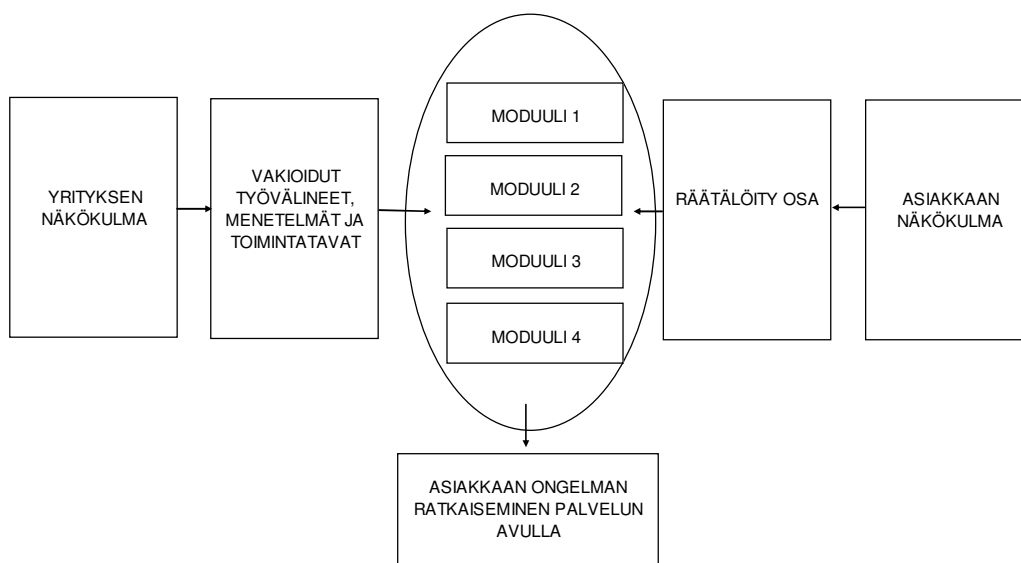 YRITYKSEN
NÄKÖKULMA
VAKIOIDUT
TYÖVÄLINEET,
MENETELMÄT JA
TOIMINTATAVAT
MODUULI 1
MODUULI 2
MODUULI 3
MODUULI 4
RÄÄTÄLÖITY OSA
ASIAKKAAN
NÄKÖKULMA
ASIAKKAAN ONGELMAN
RATKAISEMINEN PALVELUN
AVULLA